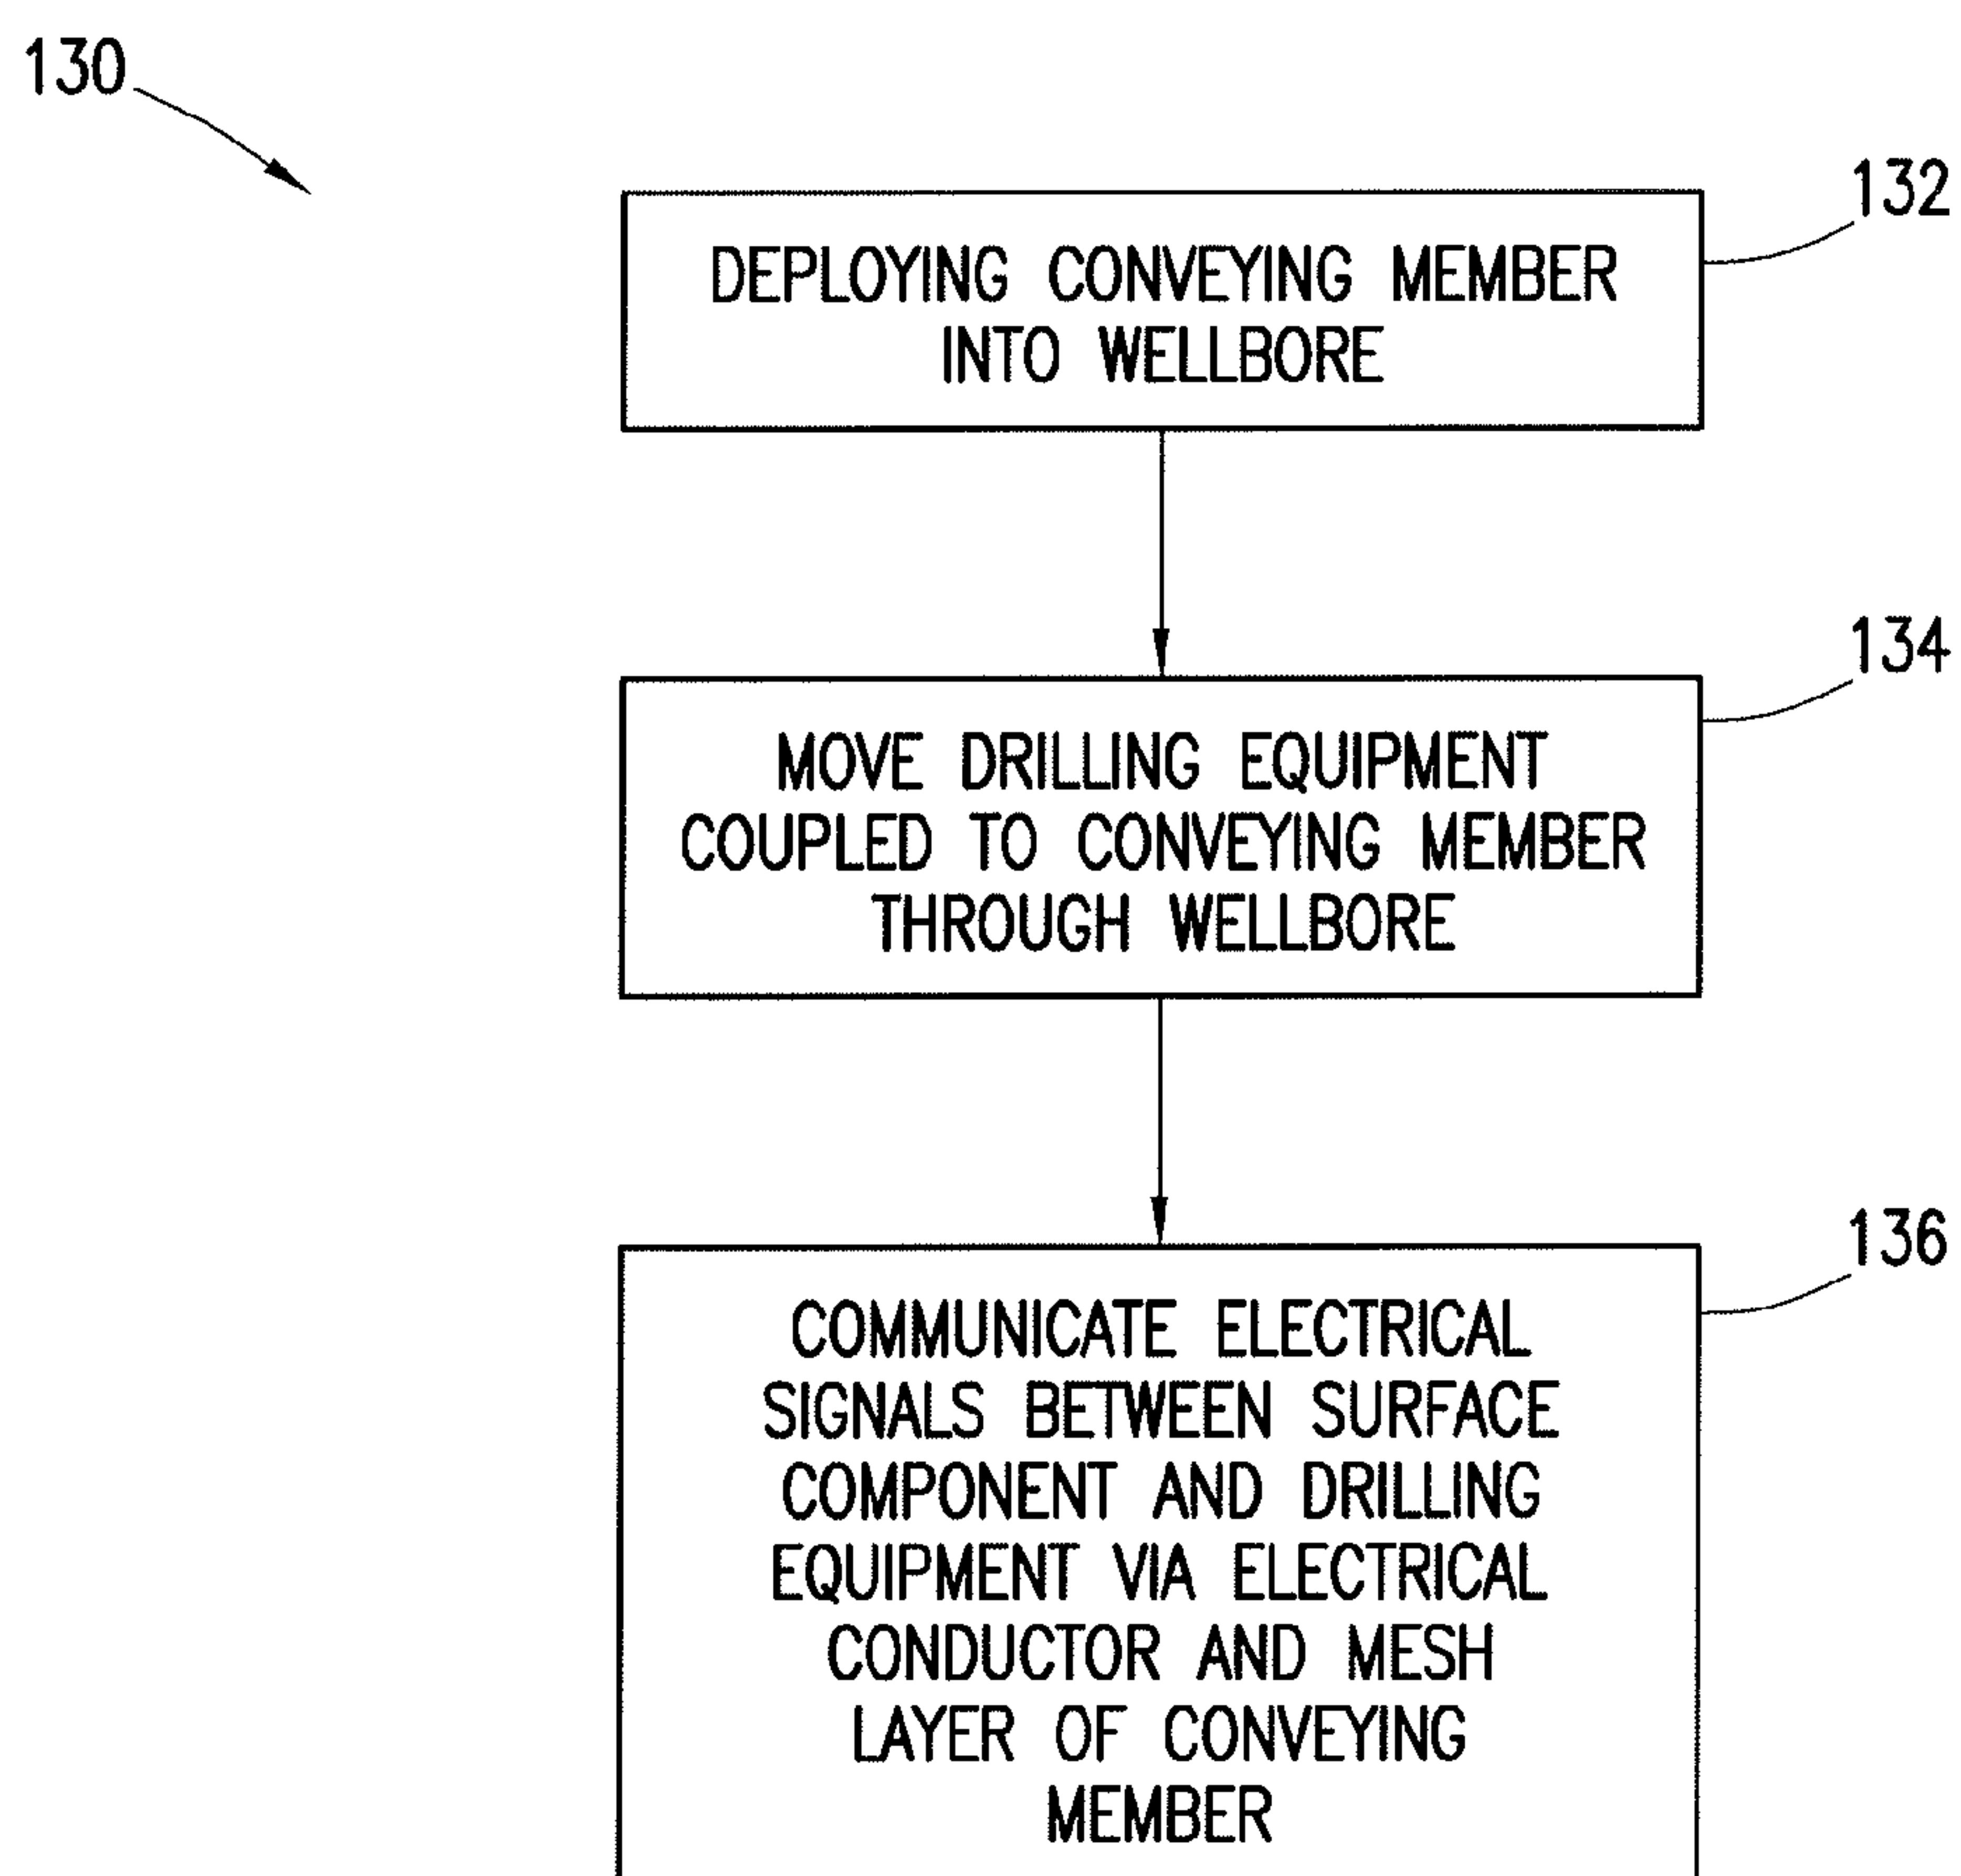 130
132
DEPLOYING CONVEYING MEMBER
INTO WELLBORE
134
MOVE DRILLING EQUIPMENT
COUPLED TO CONVEYING MEMBER
THROUGH WELLBORE
136
COMMUNICATE ELECTRICAL
SIGNALS BETWEEN SURFACE
COMPONENT AND DRILLING
EQUIPMENT VIA ELECTRICAL
CONDUCTOR AND MESH
LAYER OF CONVEYING
MEMBER